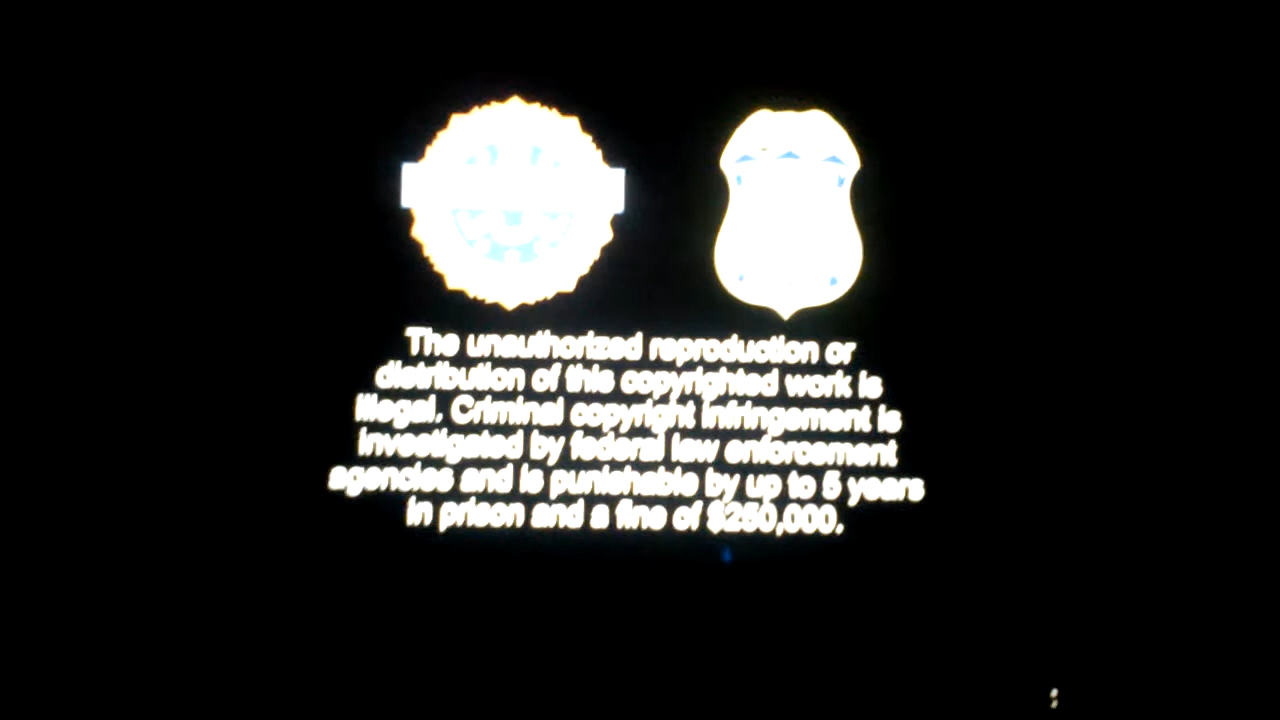 The unauthorized reproduction or
distribution of this copyrighted work is
illegal. Criminal copyright infringement is
investigated by federal law enforcement
agencies and is punishable by up to 5 years
in prison and a fine of $250,000.